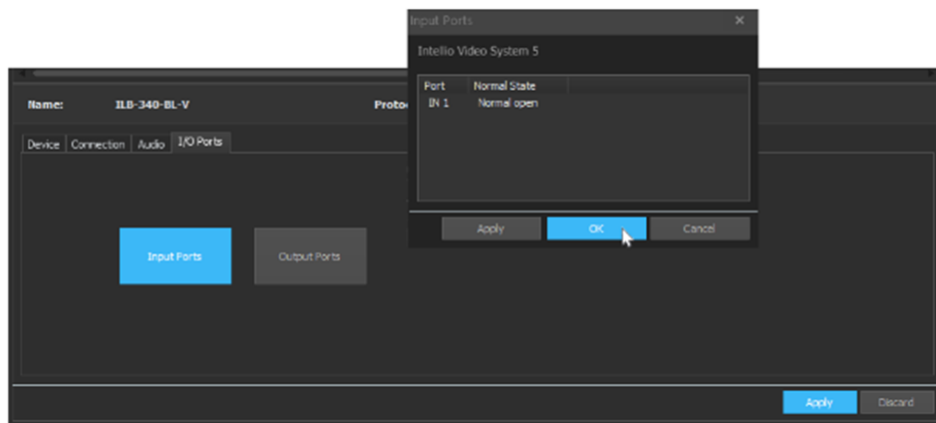 Input Ports
Intellio Video System 5
Port Normal State
IN 1 Normal open
Apply OK Cancel
Name: ILB-340-BL-V Protoc
Device Connection Audio I/O Ports
Input Ports Output Ports
Apply Discard